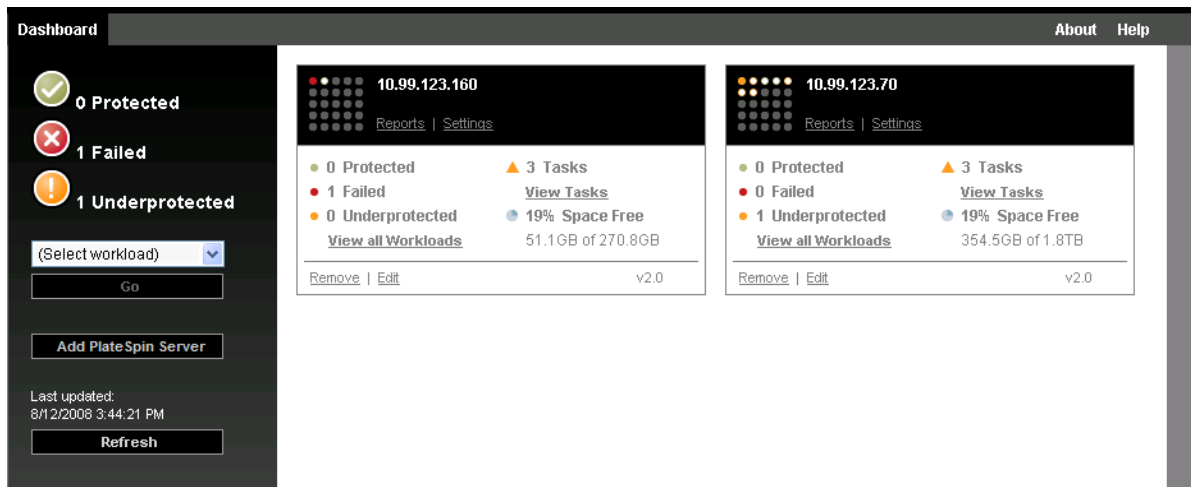 Dashboard
About Help
0 Protected
1 Failed
1 Underprotected
(Select workload)
Go
Add PlateSpin Server
Last updated:
8/12/2008 3:44:21 PM
Refresh
10.99.123.160
Reports | Settings
0 Protected
3 Tasks
1 Failed
View Tasks
0 Underprotected
19% Space Free
View all Workloads
51.1GB of 270.8GB
Remove | Edit
v2.0
10.99.123.70
Reports | Settings
0 Protected
3 Tasks
0 Failed
View Tasks
1 Underprotected
19% Space Free
View all Workloads
354.5GB of 1.8TB
Remove | Edit
v2.0